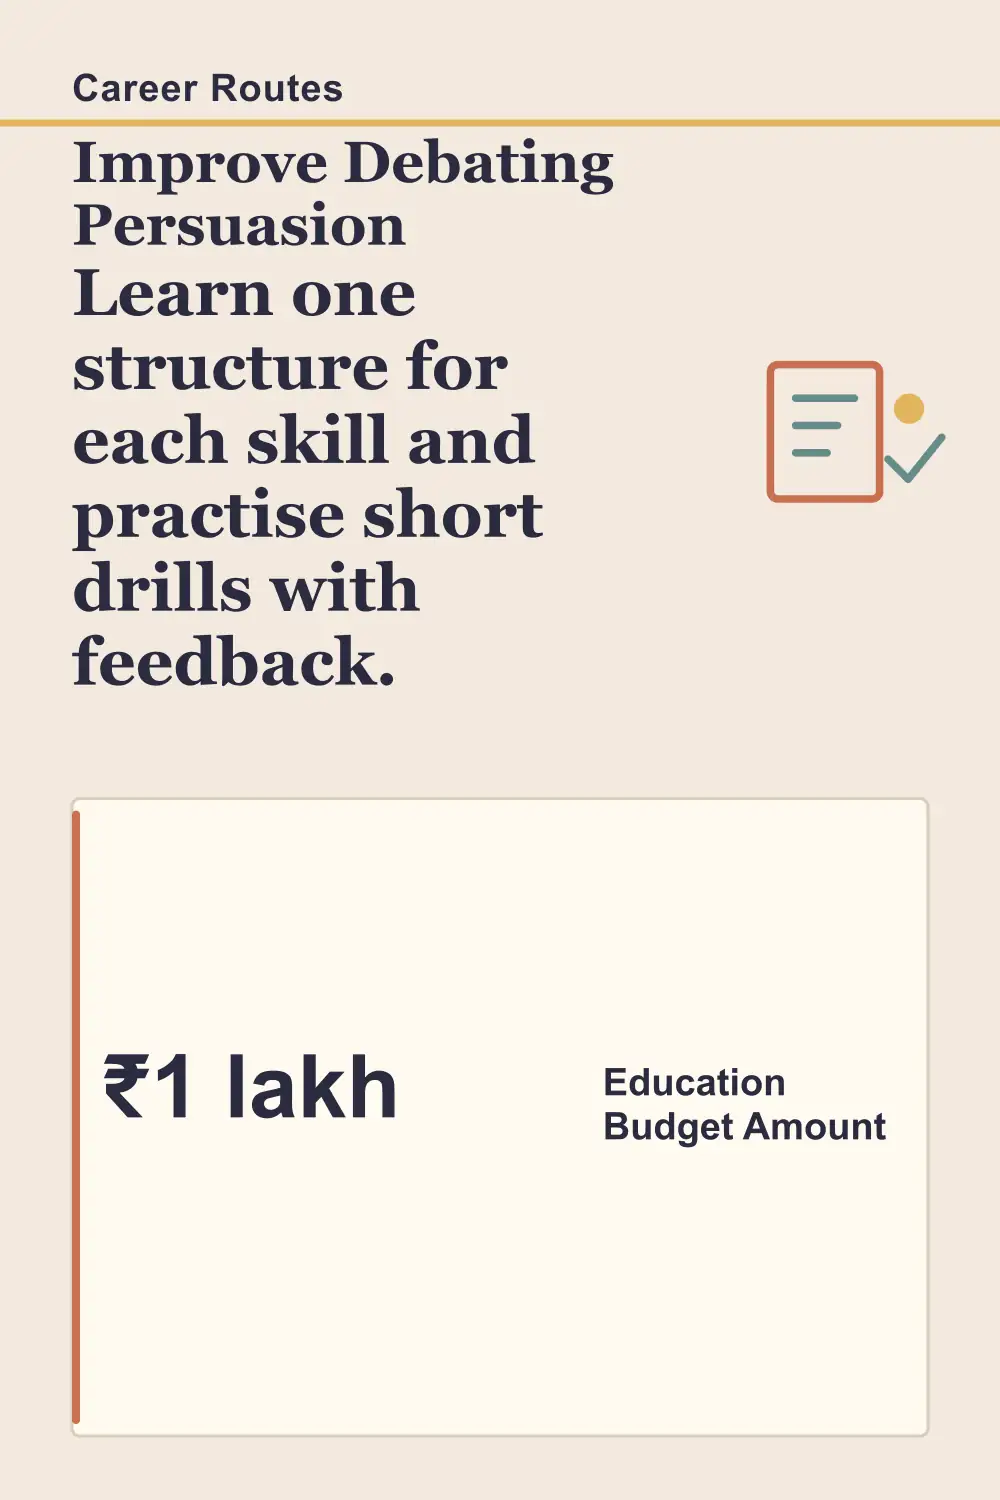 Career Routes
Improve Debating
Persuasion
Learn one
structure for
each skill and
practise short
drills with
feedback.
₹1 lakh
Education
Budget Amount